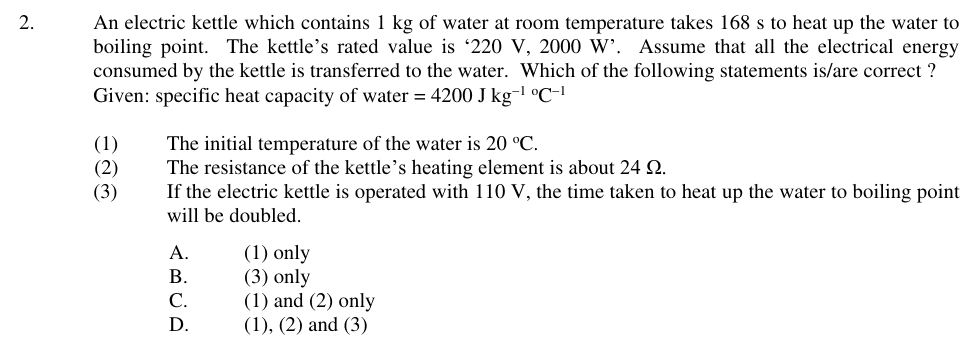 2. An electric kettle which contains 1 kg of water at room temperature takes 168 s to heat up the water to
boiling point. The kettle's rated value is '220 V, 2000 W'. Assume that all the electrical energy
consumed by the kettle is transferred to the water. Which of the following statements is/are correct ?
Given: specific heat capacity of water = 4200 J kg⁻¹ ºC⁻¹
(1) The initial temperature of the water is 20 ºC.
(2) The resistance of the kettle's heating element is about 24 Ω.
(3) If the electric kettle is operated with 110 V, the time taken to heat up the water to boiling point
will be doubled.
A. (1) only
B. (3) only
C. (1) and (2) only
D. (1), (2) and (3)